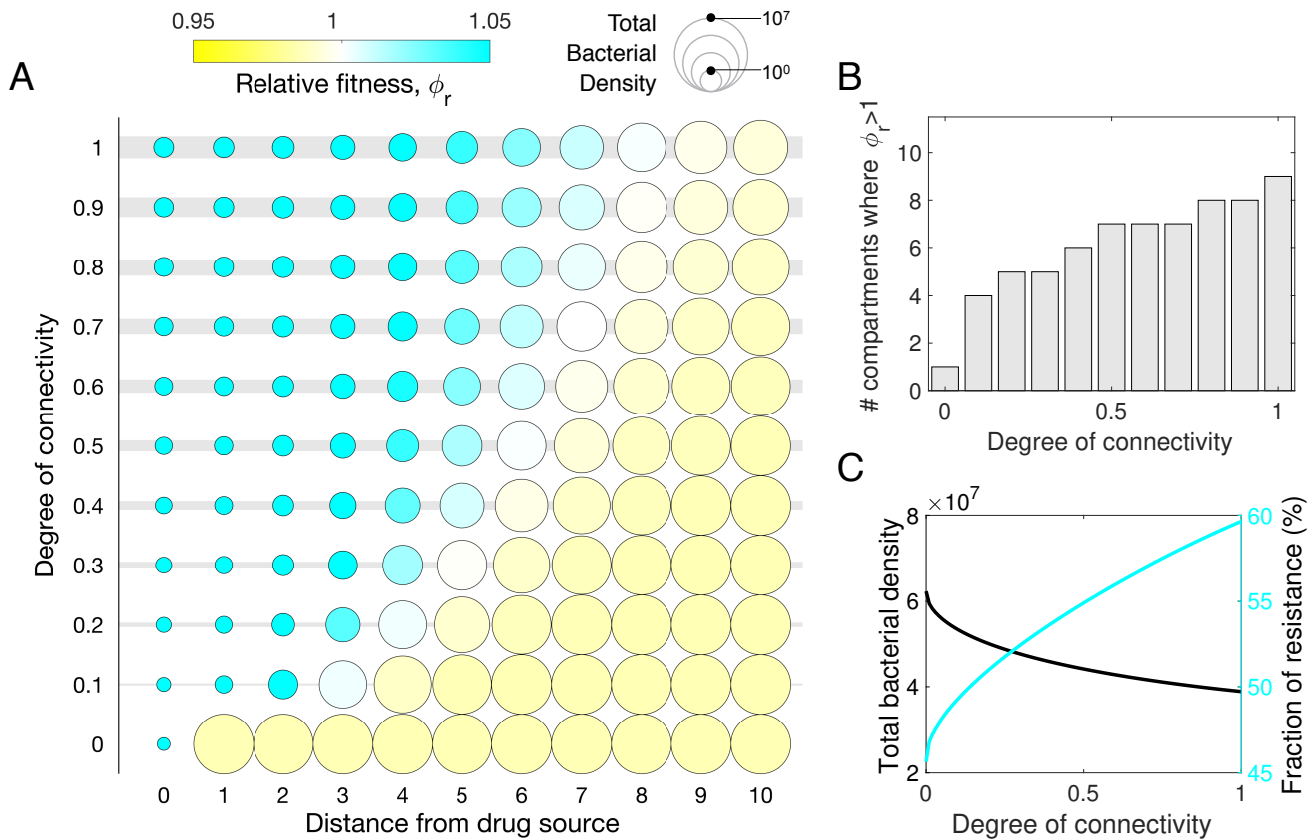 0.95 1 1.05
Relative fitness, ϕr
Total
Bacterial
Density
10⁷
10⁰
A
Degree of connectivity
1
0.9
0.8
0.7
0.6
0.5
0.4
0.3
0.2
0.1
0
0 1 2 3 4 5 6 7 8 9 10
Distance from drug source
B
# compartments where ϕr>1
10
8
6
4
2
0
0 0.5 1
Degree of connectivity
C
×10⁷
Total bacterial density
8
6
4
2
60
55
50
45
Fraction of resistance (%)
0 0.5 1
Degree of connectivity